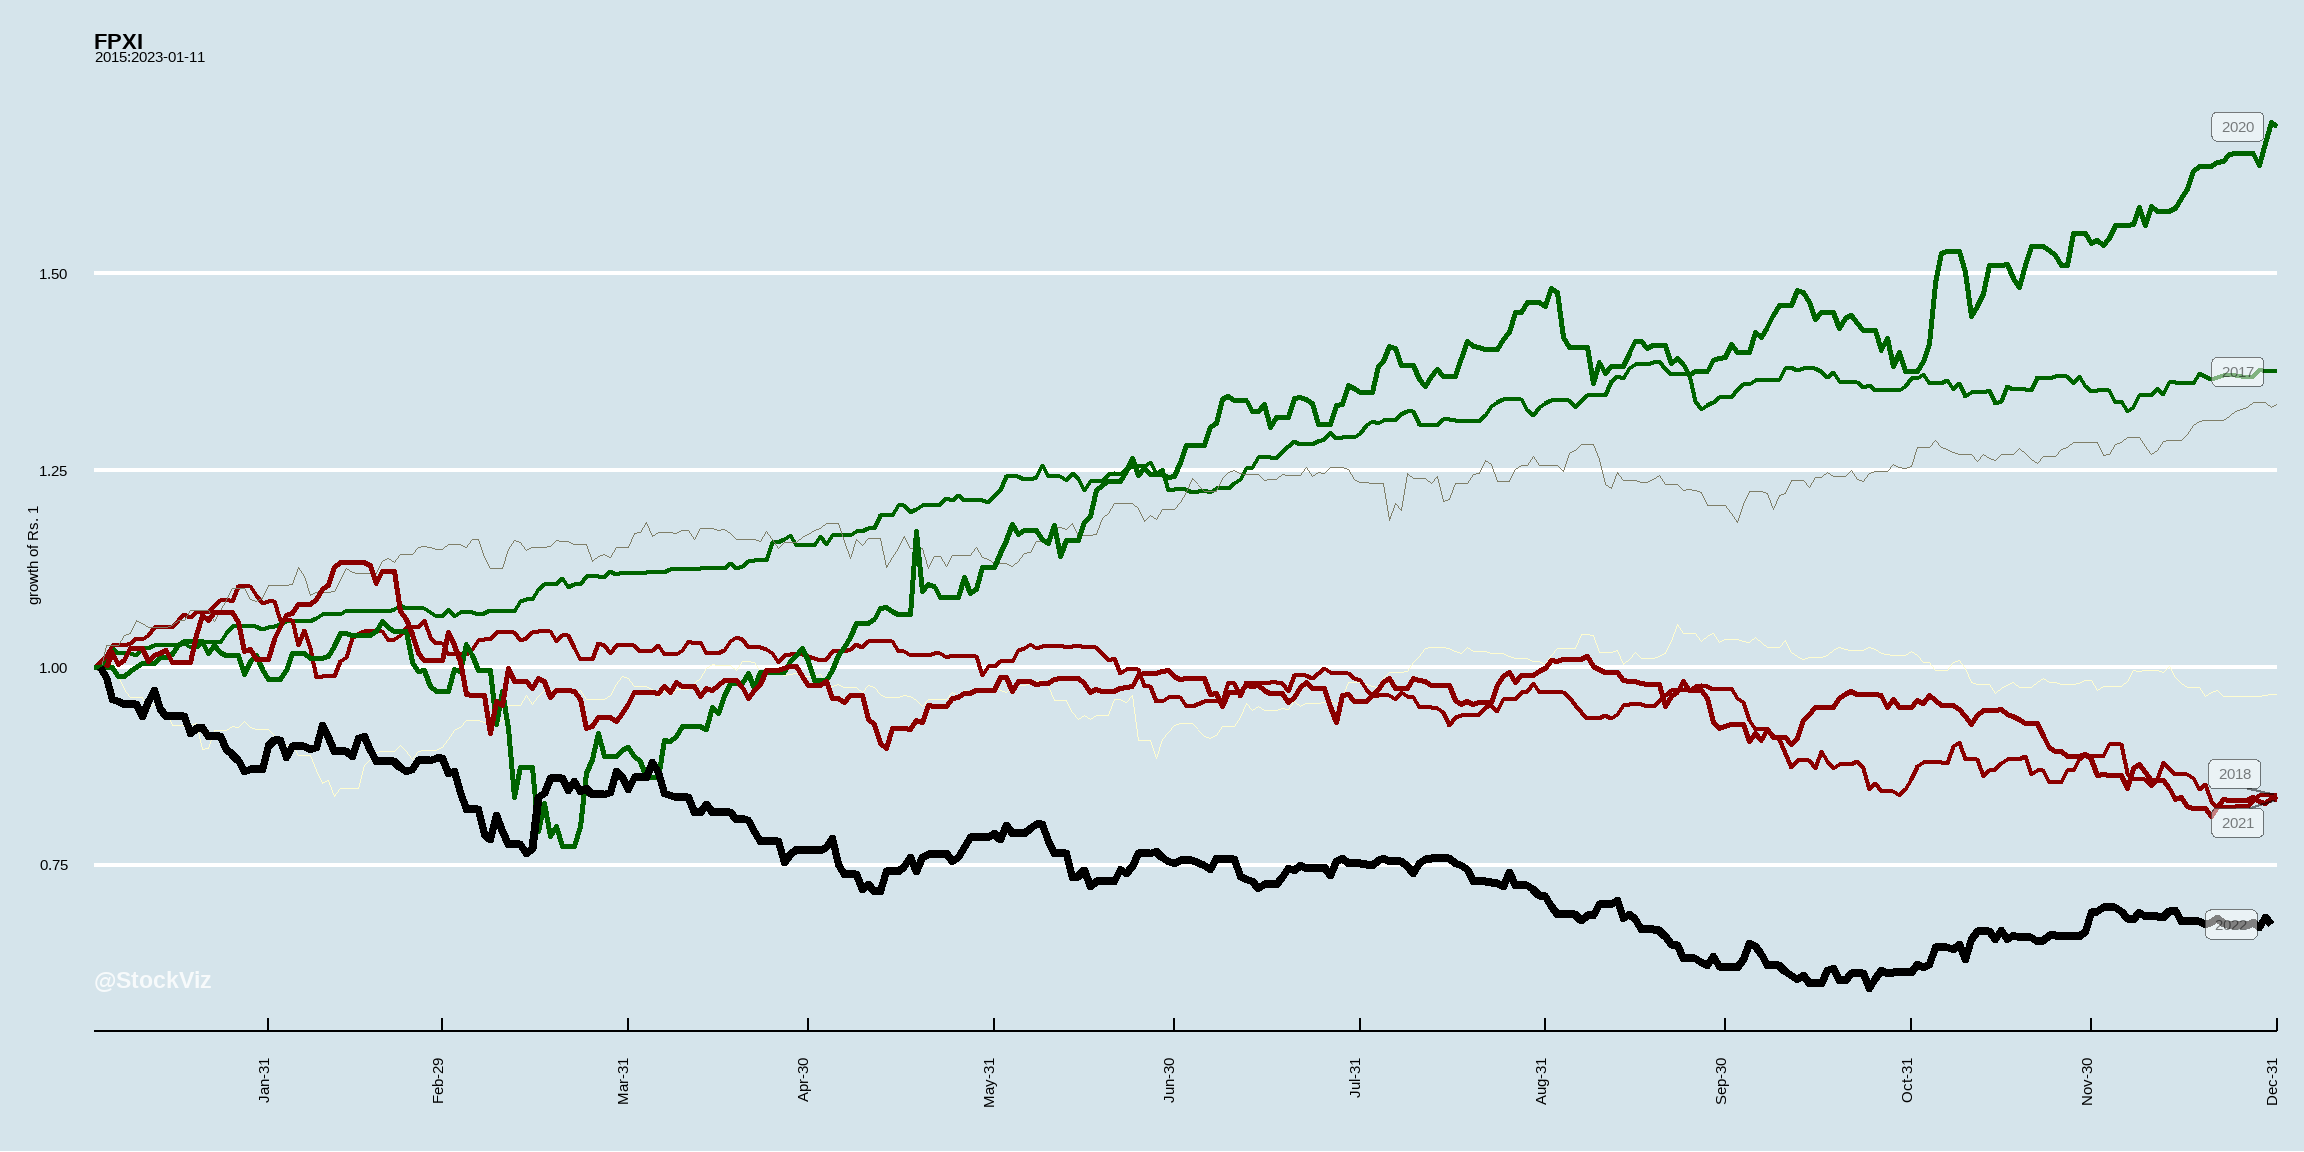 FPXI
2015:2023-01-11
2020
1.50
2017
1.25
growth of Rs. 1
1.00
2018
2021
0.75
2022
@StockViz
Jan-31
Feb-29
Mar-31
Apr-30
May-31
Jun-30
Jul-31
Aug-31
Sep-30
Oct-31
Nov-30
Dec-31